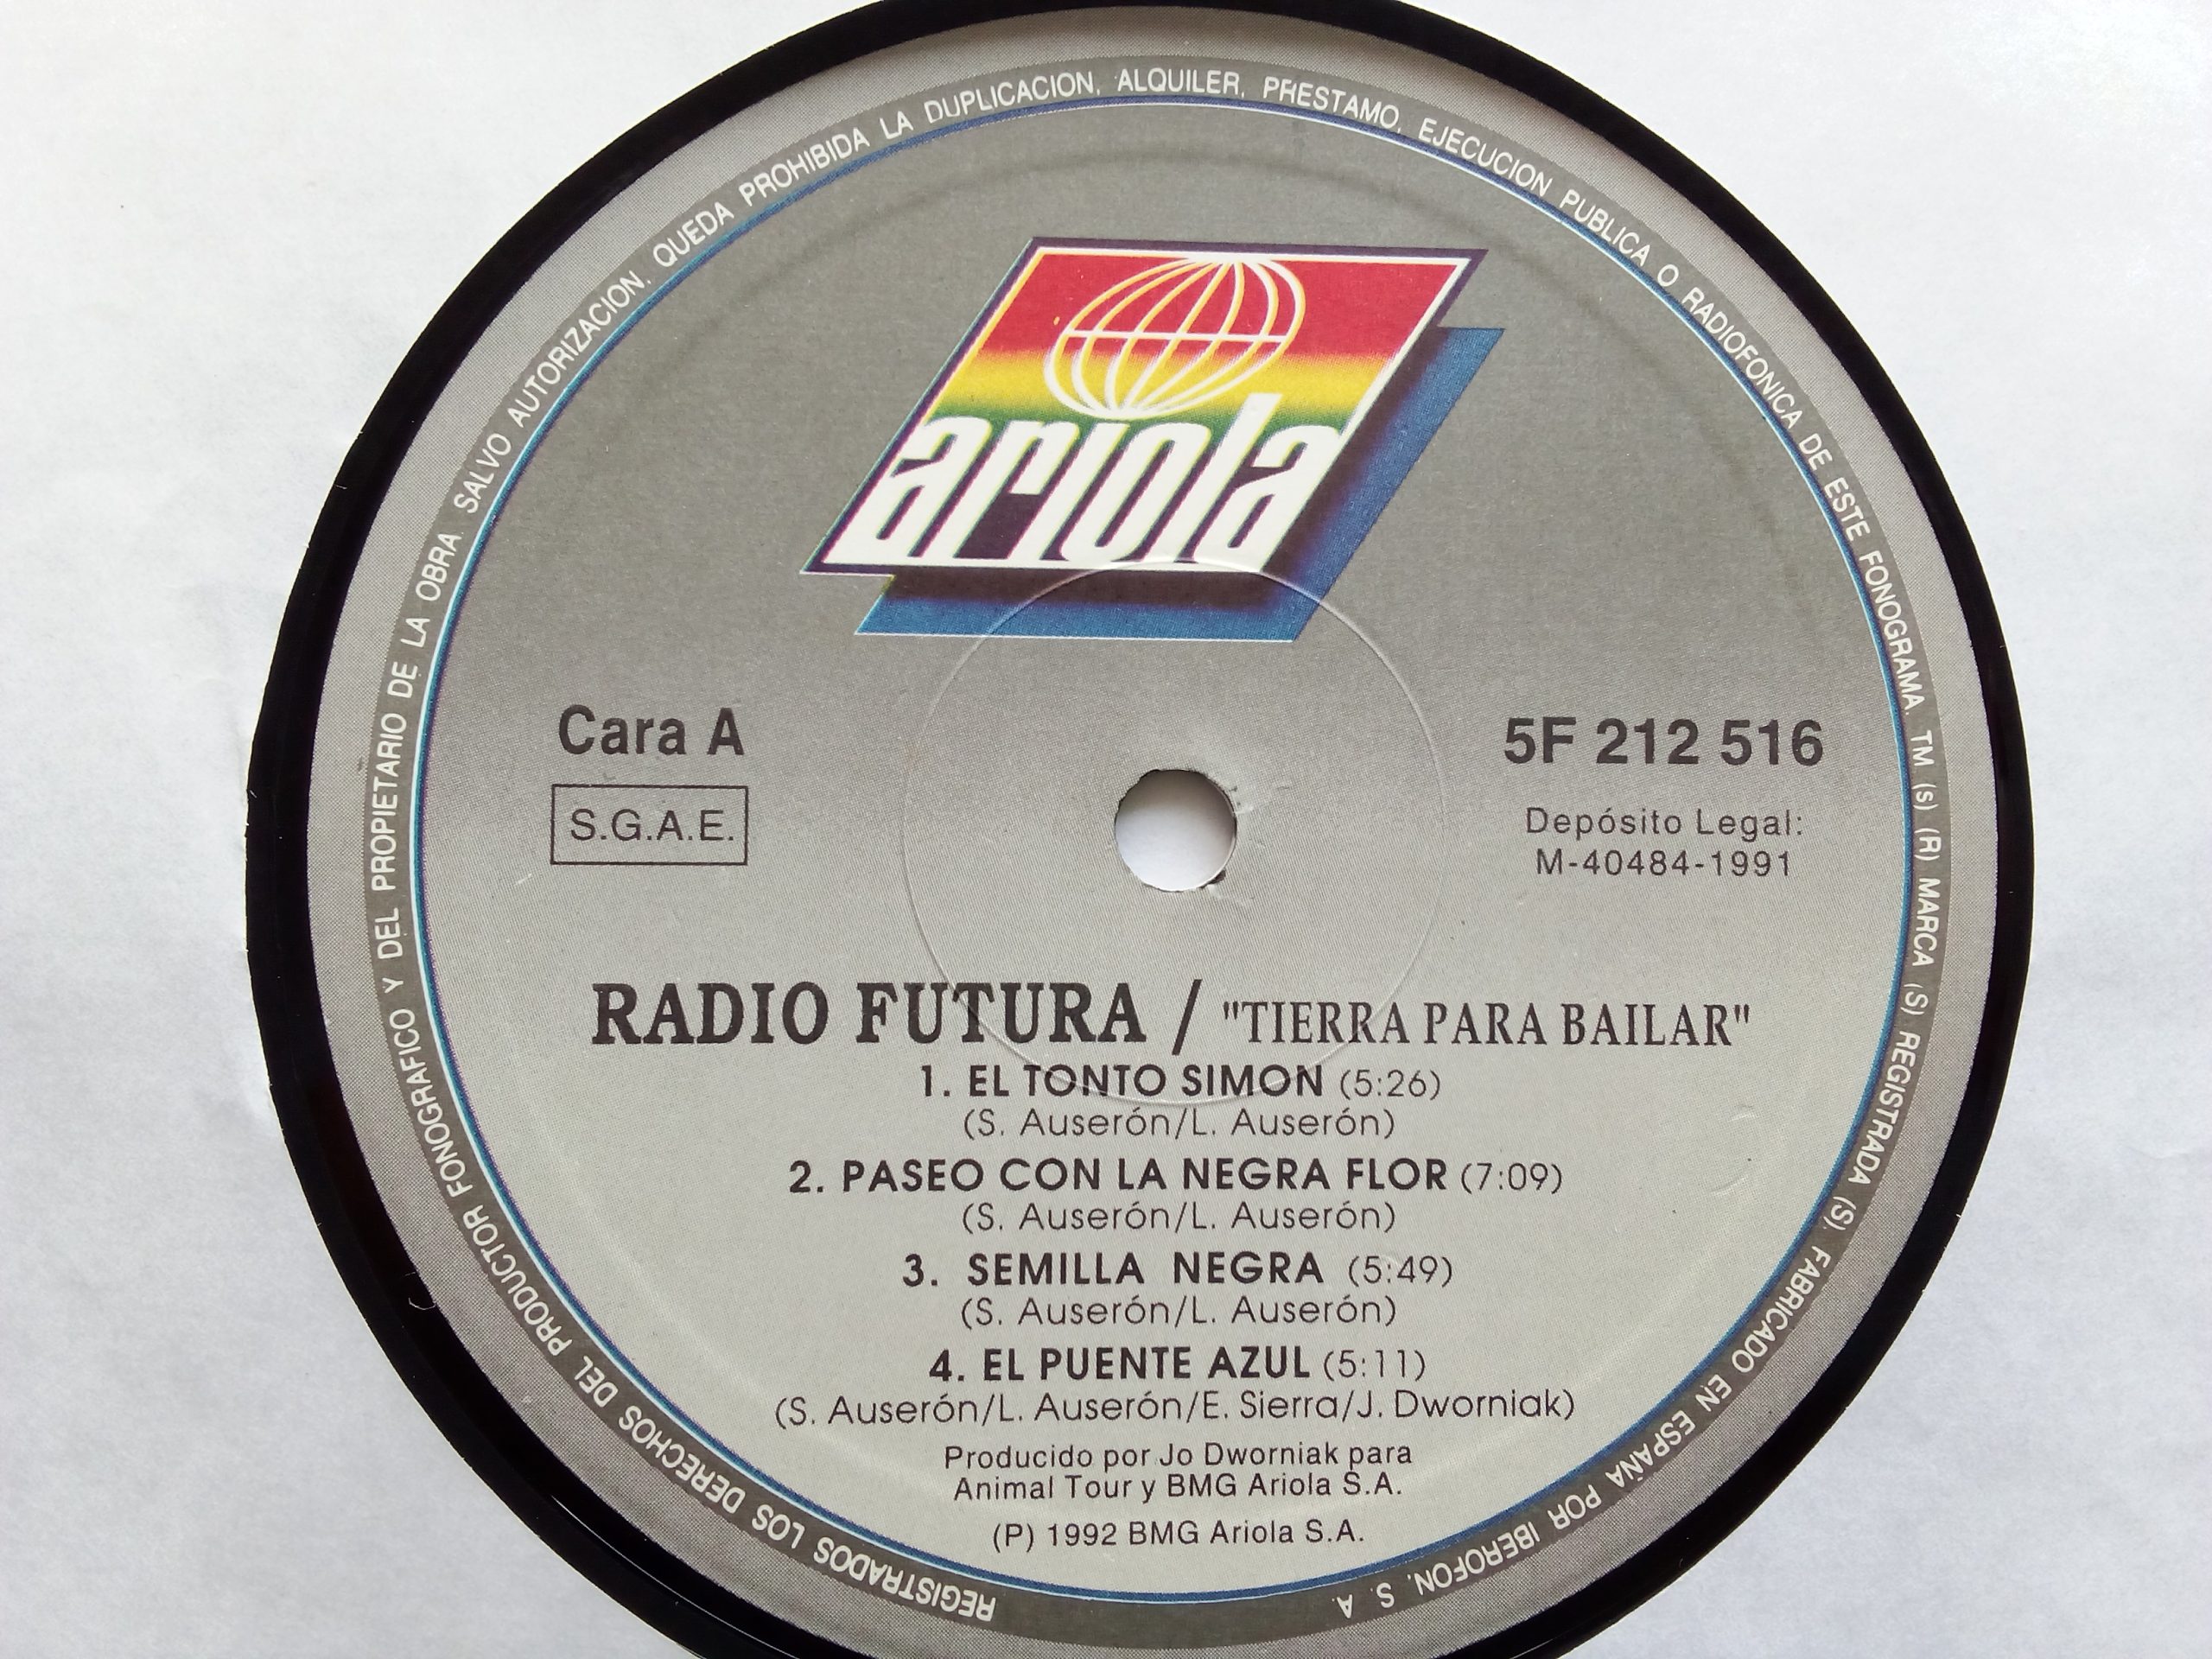 REGISTRADOS LOS DERECHOS DEL PRODUCTOR FONOGRAFICO Y DEL PROPIETARIO DE LA OBRA. SALVO AUTORIZACION, QUEDA PROHIBIDA LA DUPLICACION, ALQUILER, PRESTAMO, EJECUCION PUBLICA O RADIOFONICA DE ESTE FONOGRAMA. TM (s) (R) MARCA (S) REGISTRADA (S). FABRICADO EN ESPAÑA POR IBEROFON, S. A.
ariola
Cara A
S.G.A.E.
5F 212 516
Depósito Legal:
M-40484-1991
RADIO FUTURA / "TIERRA PARA BAILAR"
1. EL TONTO SIMON (5:26)
(S. Auserón/L. Auserón)
2. PASEO CON LA NEGRA FLOR (7:09)
(S. Auserón/L. Auserón)
3. SEMILLA NEGRA (5:49)
(S. Auserón/L. Auserón)
4. EL PUENTE AZUL (5:11)
(S. Auserón/L. Auserón/E. Sierra/J. Dworniak)
Producido por Jo Dworniak para
Animal Tour y BMG Ariola S.A.
(P) 1992 BMG Ariola S.A.